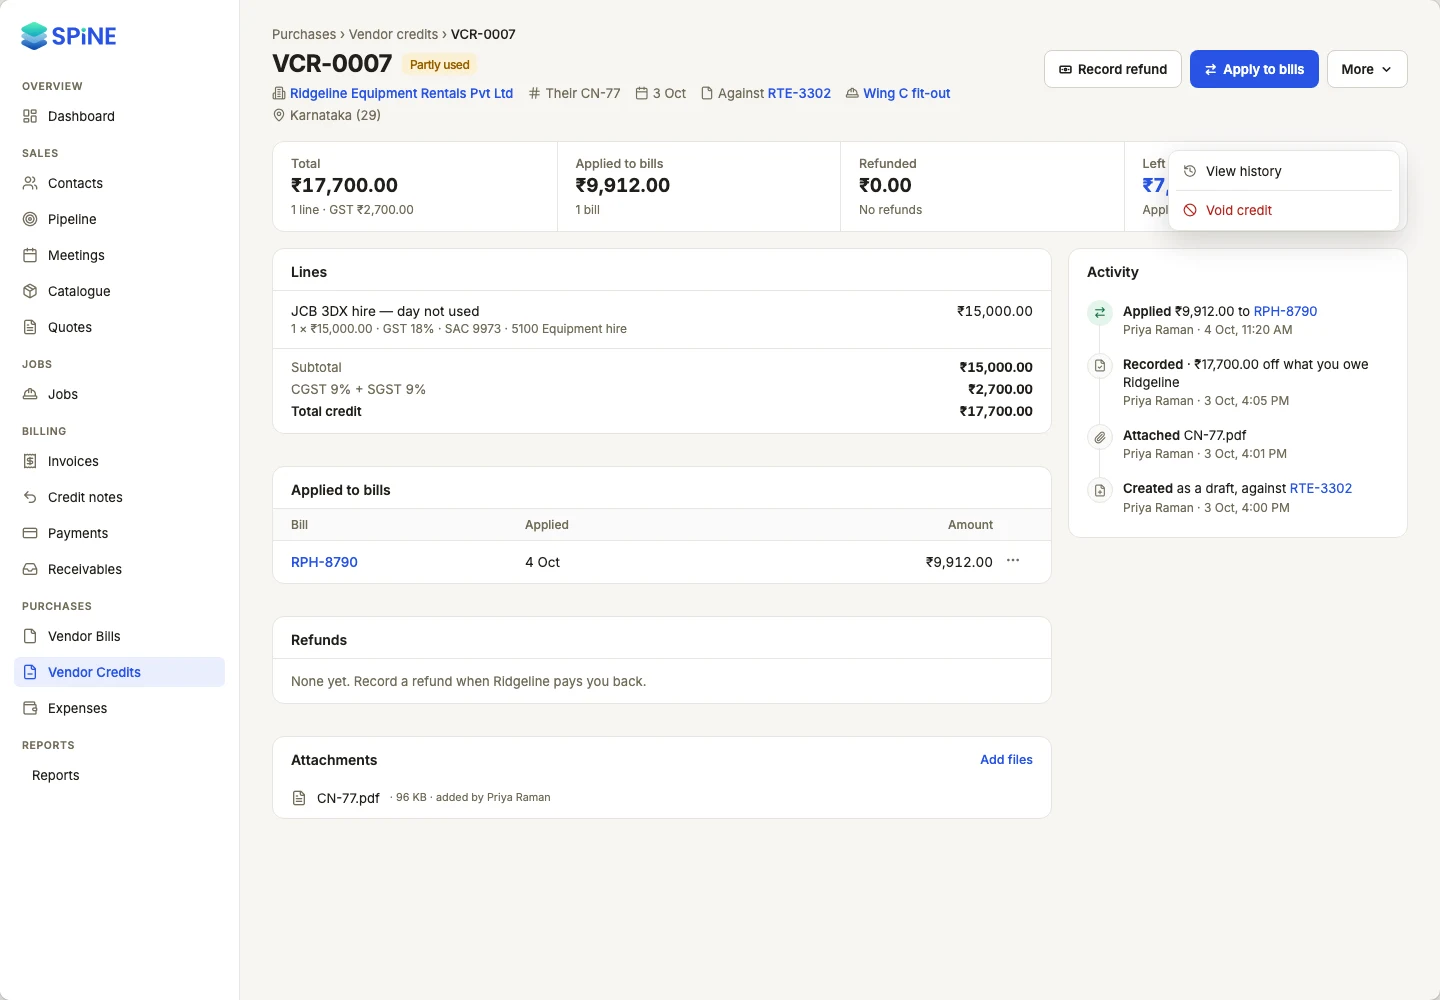 SPiNE
OVERVIEW
Dashboard
SALES
Contacts
Pipeline
Meetings
Catalogue
Quotes
JOBS
Jobs
BILLING
Invoices
Credit notes
Payments
Receivables
PURCHASES
Vendor Bills
Vendor Credits
Expenses
REPORTS
Reports
Purchases › Vendor credits › VCR-0007
VCR-0007 Partly used
Record refund
Apply to bills
More
Ridgeline Equipment Rentals Pvt Ltd # Their CN-77 3 Oct Against RTE-3302 Wing C fit-out
Karnataka (29)
View history
Void credit
Total
₹17,700.00
1 line · GST ₹2,700.00
Applied to bills
₹9,912.00
1 bill
Refunded
₹0.00
No refunds
Left
₹7,
Appl
Lines
JCB 3DX hire — day not used ₹15,000.00
1 × ₹15,000.00 · GST 18% · SAC 9973 · 5100 Equipment hire
Subtotal ₹15,000.00
CGST 9% + SGST 9% ₹2,700.00
Total credit ₹17,700.00
Applied to bills
Bill Applied Amount
RPH-8790 4 Oct ₹9,912.00 ···
Refunds
None yet. Record a refund when Ridgeline pays you back.
Attachments Add files
CN-77.pdf · 96 KB · added by Priya Raman
Activity
Applied ₹9,912.00 to RPH-8790
Priya Raman · 4 Oct, 11:20 AM
Recorded · ₹17,700.00 off what you owe
Ridgeline
Priya Raman · 3 Oct, 4:05 PM
Attached CN-77.pdf
Priya Raman · 3 Oct, 4:01 PM
Created as a draft, against RTE-3302
Priya Raman · 3 Oct, 4:00 PM